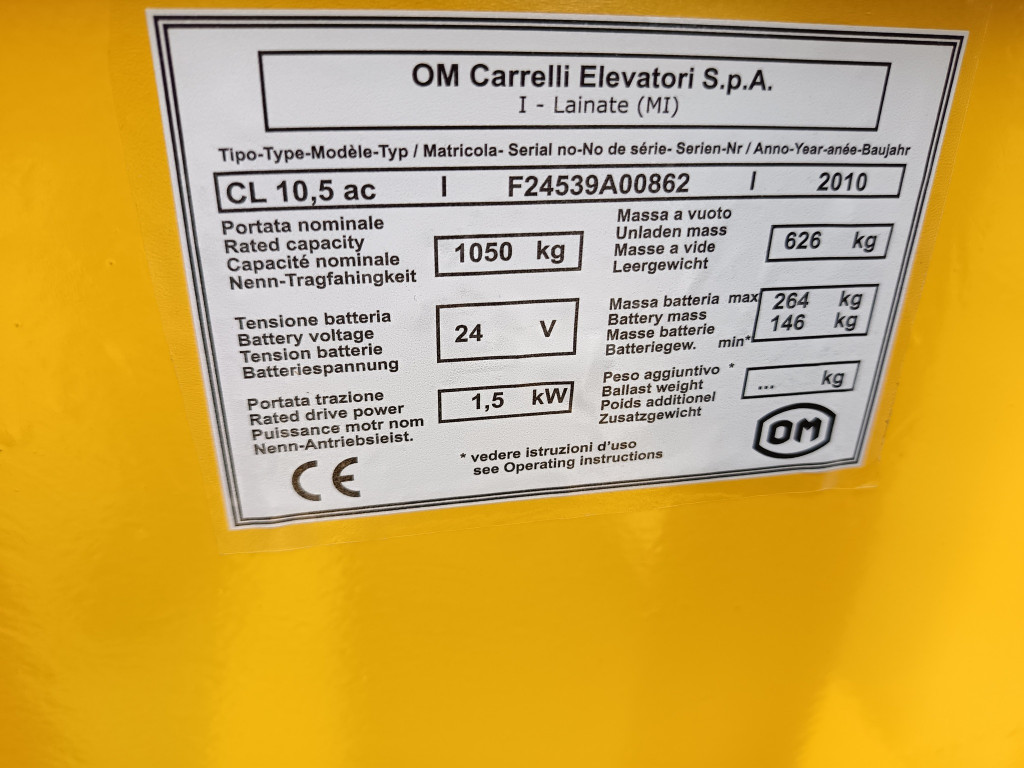 OM Carrelli Elevatori S.p.A.
I - Lainate (MI)
Tipo-Type-Modèle-Typ / Matricola- Serial no-No de série- Serien-Nr / Anno-Year-anée-Baujahr
CL 10,5 ac I F24539A00862 I 2010
Portata nominale
Rated capacity
Capacité nominale
Nenn-Tragfahingkeit
1050 kg
Massa a vuoto
Unladen mass
Masse a vide
Leergewicht
626 kg
Tensione batteria
Battery voltage
Tension batterie
Batteriespannung
24 V
Massa batteria max 264 kg
Battery mass 146 kg
Masse batterie
Batteriegew. min*
Portata trazione
Rated drive power
Puissance motr nom
Nenn-Antriebsieist.
1,5 kW
Peso aggiuntivo *
Ballast weight
Poids additionel
Zusatzgewicht
... kg
* vedere istruzioni d'uso
see Operating instructions
CE
OM